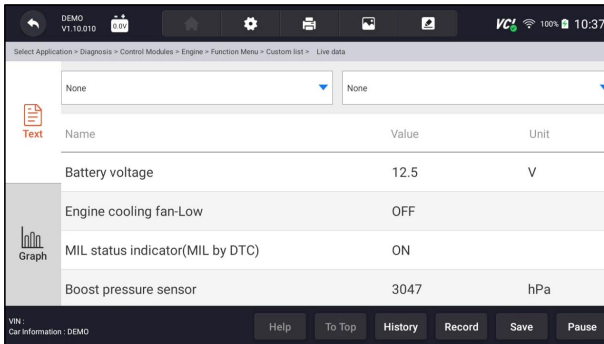 DEMO
V1.10.010
0.0V
VC!
100%
10:37
Select Application > Diagnosis > Control Modules > Engine > Function Menu > Custom list > Live data
None None
Text
Name Value Unit
Battery voltage 12.5 V
Engine cooling fan-Low OFF
Graph
MIL status indicator(MIL by DTC) ON
Boost pressure sensor 3047 hPa
VIN :
Car Information : DEMO
Help To Top History Record Save Pause